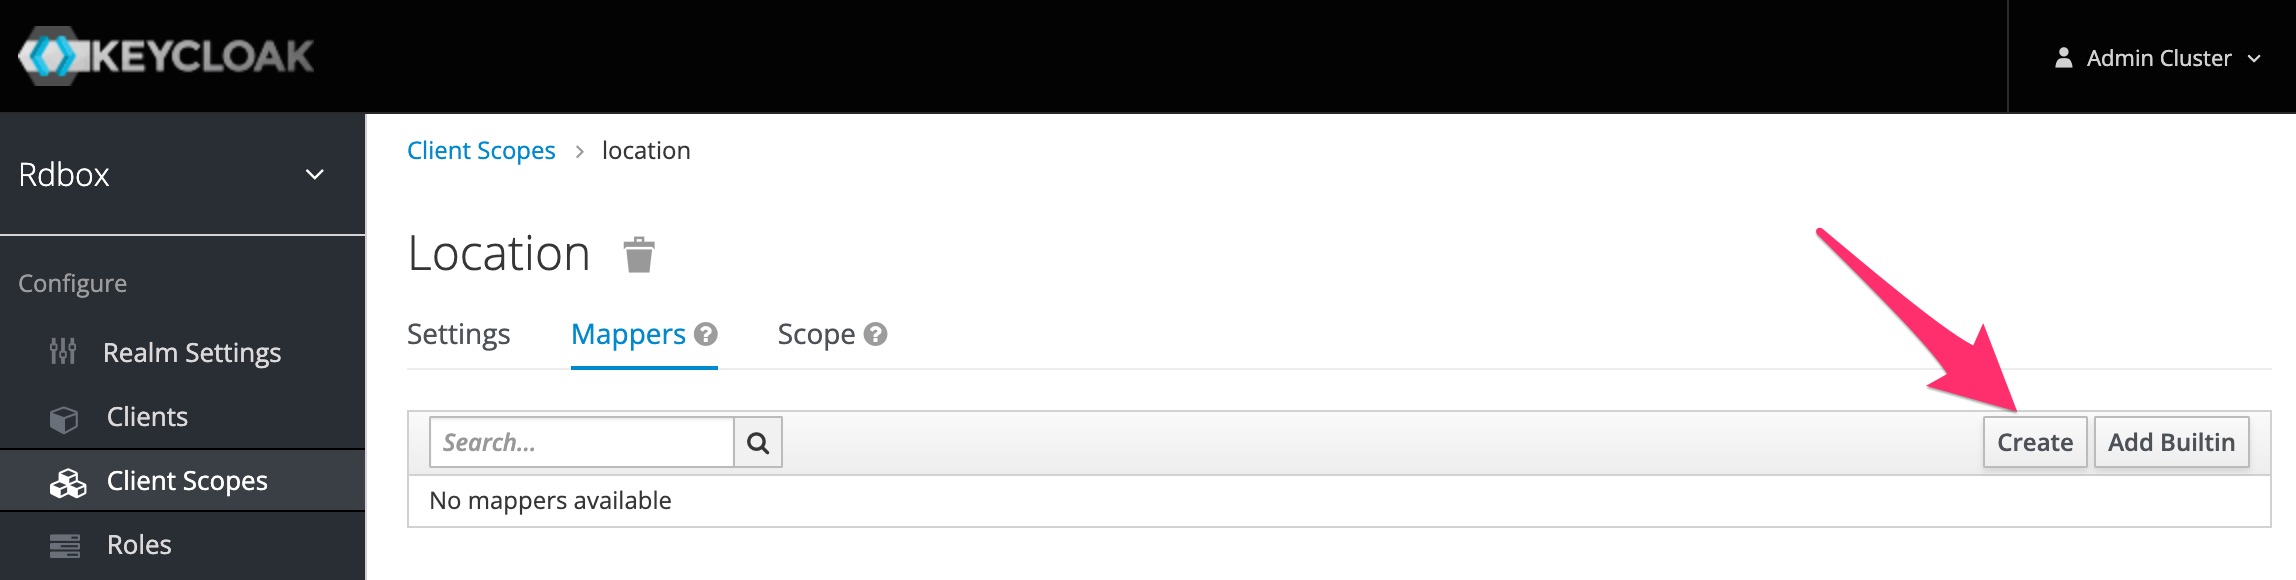 KEYCLOAK
Admin Cluster
Rdbox
Configure
Realm Settings
Clients
Client Scopes
Roles
Client Scopes > location
Location
Settings Mappers ? Scope ?
Search... Create Add Builtin
No mappers available